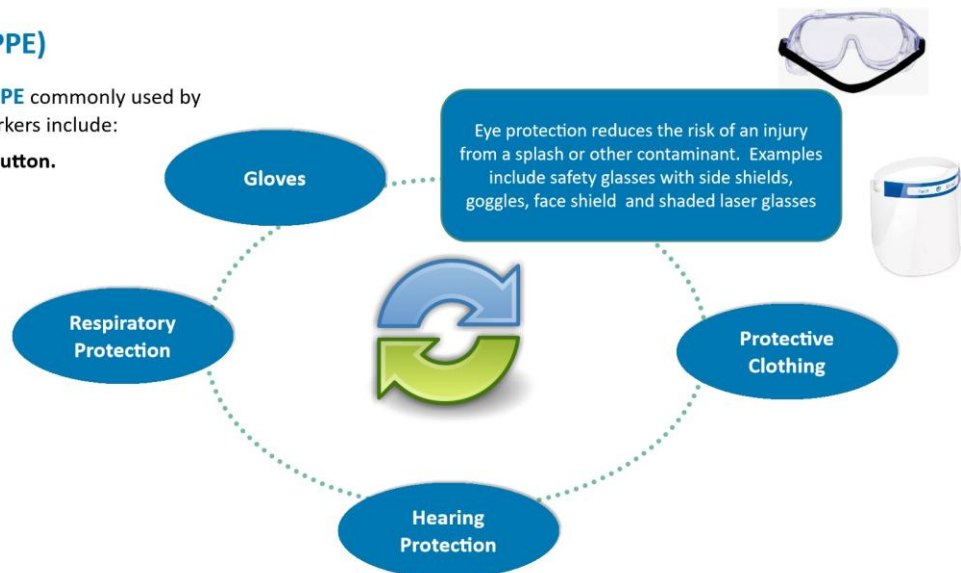 PPE)
PE commonly used by
rkers include:
utton.
Gloves
Eye protection reduces the risk of an injury
from a splash or other contaminant.  Examples
include safety glasses with side shields,
goggles, face shield  and shaded laser glasses
Respiratory
Protection
Protective
Clothing
Hearing
Protection